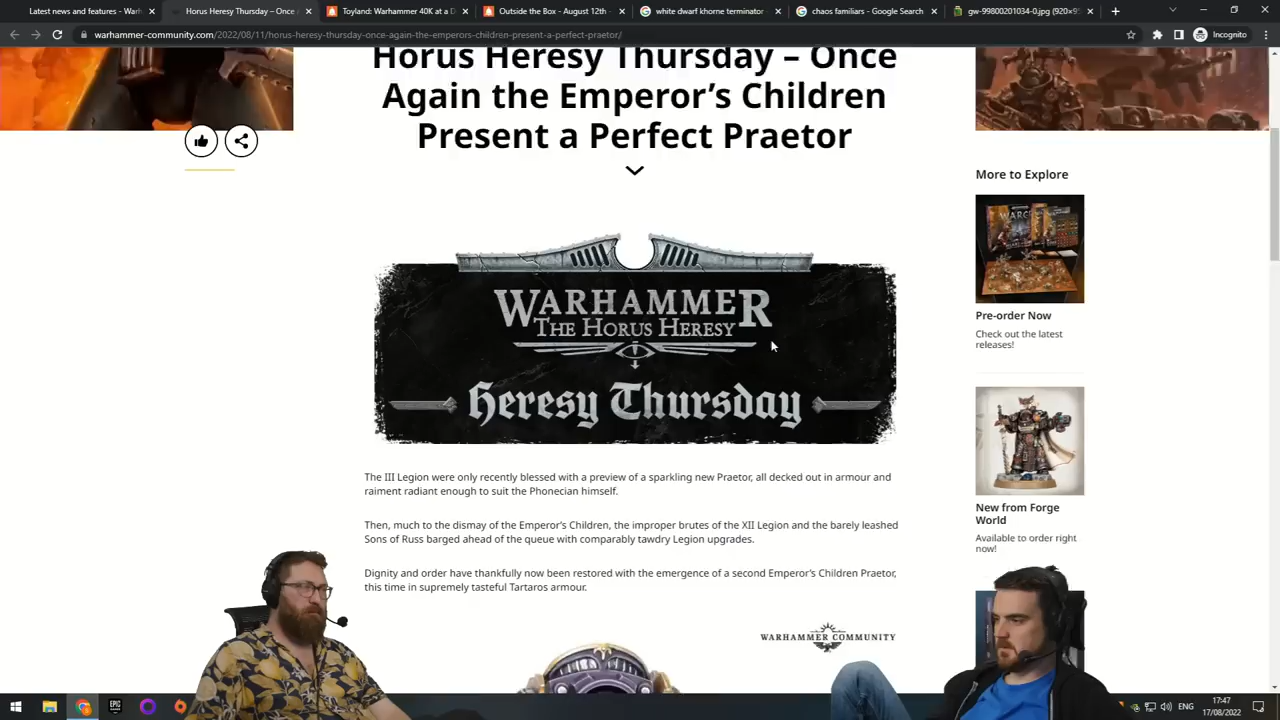 Latest news and features - Warh
Horus Heresy Thursday – Once A
Toyland: Warhammer 40K at a D
Outside the Box - August 12th
white dwarf khorne terminator
chaos familiars - Google Search
gw-99800201034-0.jpg (920×9
warhammer-community.com/2022/08/11/horus-heresy-thursday-once-again-the-emperors-children-present-a-perfect-praetor/
Incognito
Horus Heresy Thursday – Once
Again the Emperor's Children
Present a Perfect Praetor
WARHAMMER
THE HORUS HERESY
Heresy Thursday
The III Legion were only recently blessed with a preview of a sparkling new Praetor, all decked out in armour and
raiment radiant enough to suit the Phonecian himself.
Then, much to the dismay of the Emperor's Children, the improper brutes of the XII Legion and the barely leashed
Sons of Russ barged ahead of the queue with comparably tawdry Legion upgrades.
Dignity and order have thankfully now been restored with the emergence of a second Emperor's Children Praetor,
this time in supremely tasteful Tartaros armour.
WARHAMMER COMMUNITY
More to Explore
Pre-order Now
Check out the latest
releases!
New from Forge
World
Available to order right
now!
EPIC
ENG
17:47
17/08/2022